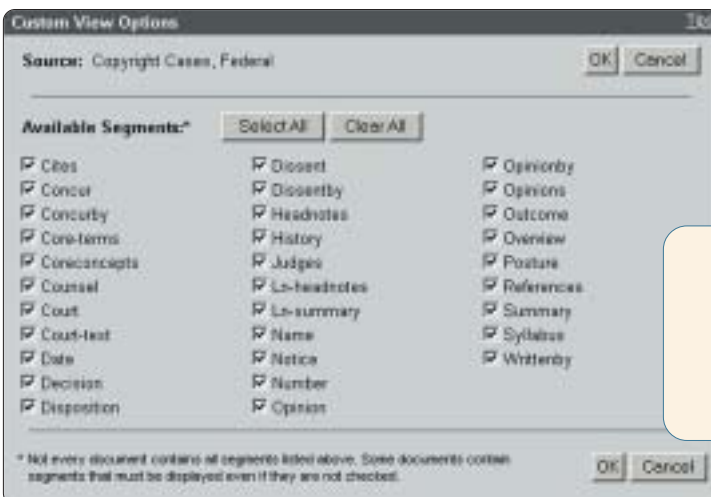 Custom View Options
Source: Copyright Cases, Federal
OK Cancel
Available Segments:*
Select All Clear All
Cites
Concur
Concurby
Core-terms
Coreconcepts
Counsel
Court
Court-text
Date
Decision
Disposition
Dissent
Dissentby
Headnotes
History
Judges
Ln-headnotes
Ln-summary
Name
Notice
Number
Opinion
Opinionby
Opinions
Outcome
Overview
Posture
References
Summary
Syllabus
Writtenby
* Not every document contains all segments listed above. Some documents contain
segments that must be displayed even if they are not checked.
OK Cancel